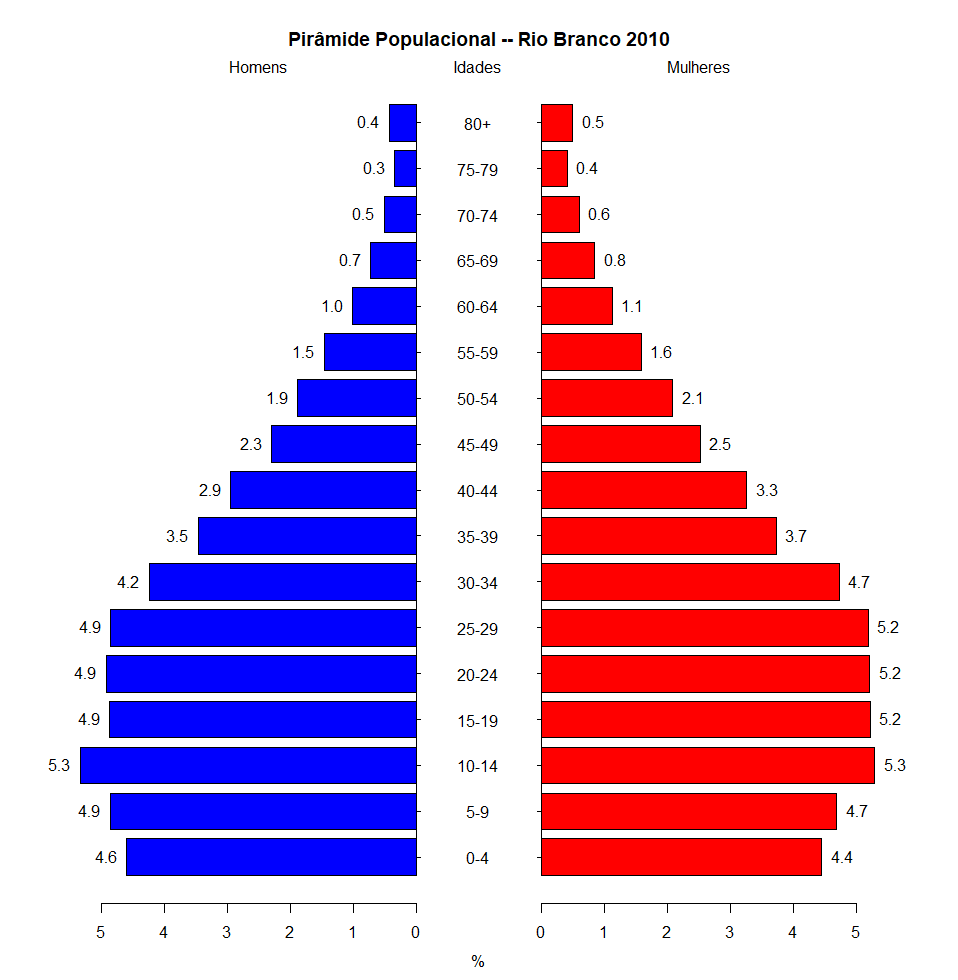 Pirâmide Populacional -- Rio Branco 2010
Homens Idades Mulheres
0.4 80+ 0.5
0.3 75-79 0.4
0.5 70-74 0.6
0.7 65-69 0.8
1.0 60-64 1.1
1.5 55-59 1.6
1.9 50-54 2.1
2.3 45-49 2.5
2.9 40-44 3.3
3.5 35-39 3.7
4.2 30-34 4.7
4.9 25-29 5.2
4.9 20-24 5.2
4.9 15-19 5.2
5.3 10-14 5.3
4.9 5-9 4.7
4.6 0-4 4.4
5 4 3 2 1 0 0 1 2 3 4 5
%